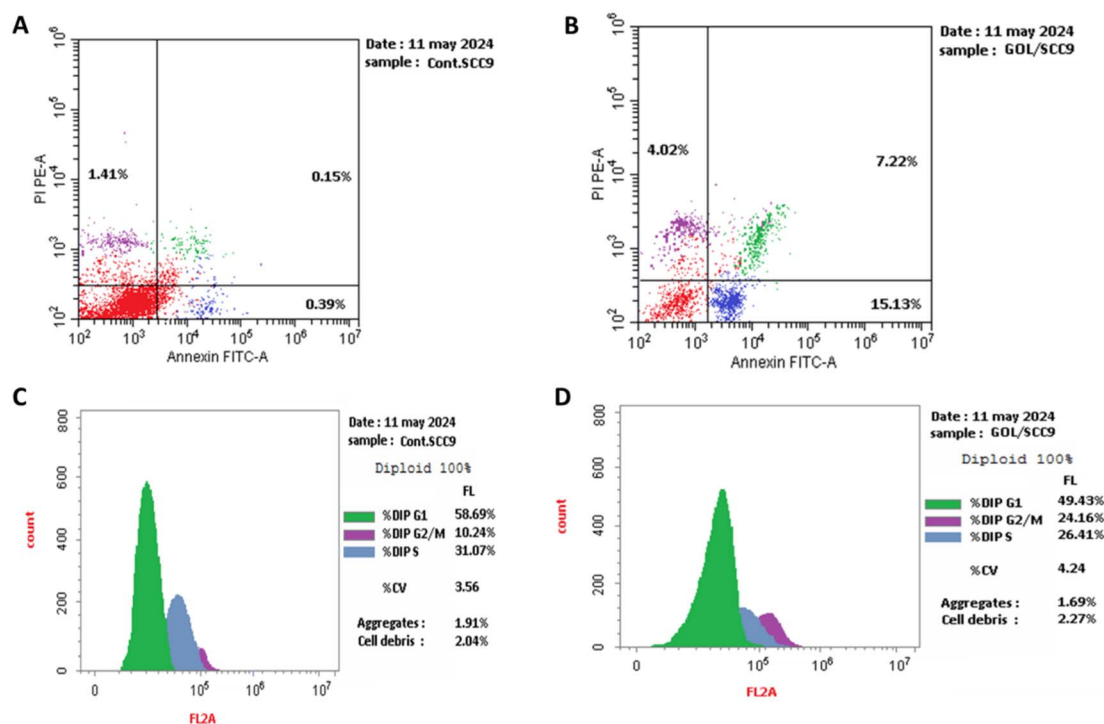 A
Date : 11 may 2024
sample : Cont.SCC9
10^6
10^5
10^4
10^3
10^2
PI PE-A
1.41%
0.15%
0.39%
10^2 10^3 10^4 10^5 10^6 10^7
Annexin FITC-A
B
Date : 11 may 2024
sample : GOL/SCC9
10^6
10^5
10^4
10^3
10^2
PI PE-A
4.02%
7.22%
15.13%
10^2 10^3 10^4 10^5 10^6 10^7
Annexin FITC-A
C
800
600
400
200
0
count
0 10^5 10^6 10^7
FL2A
Date : 11 may 2024
sample : Cont.SCC9
Diploid 100%
FL
%DIP G1 58.69%
%DIP G2/M 10.24%
%DIP S 31.07%
%CV 3.56
Aggregates : 1.91%
Cell debris : 2.04%
D
800
600
400
200
0
count
0 10^5 10^6 10^7
FL2A
Date : 11 may 2024
sample : GOL/SCC9
Diploid 100%
FL
%DIP G1 49.43%
%DIP G2/M 24.16%
%DIP S 26.41%
%CV 4.24
Aggregates : 1.69%
Cell debris : 2.27%